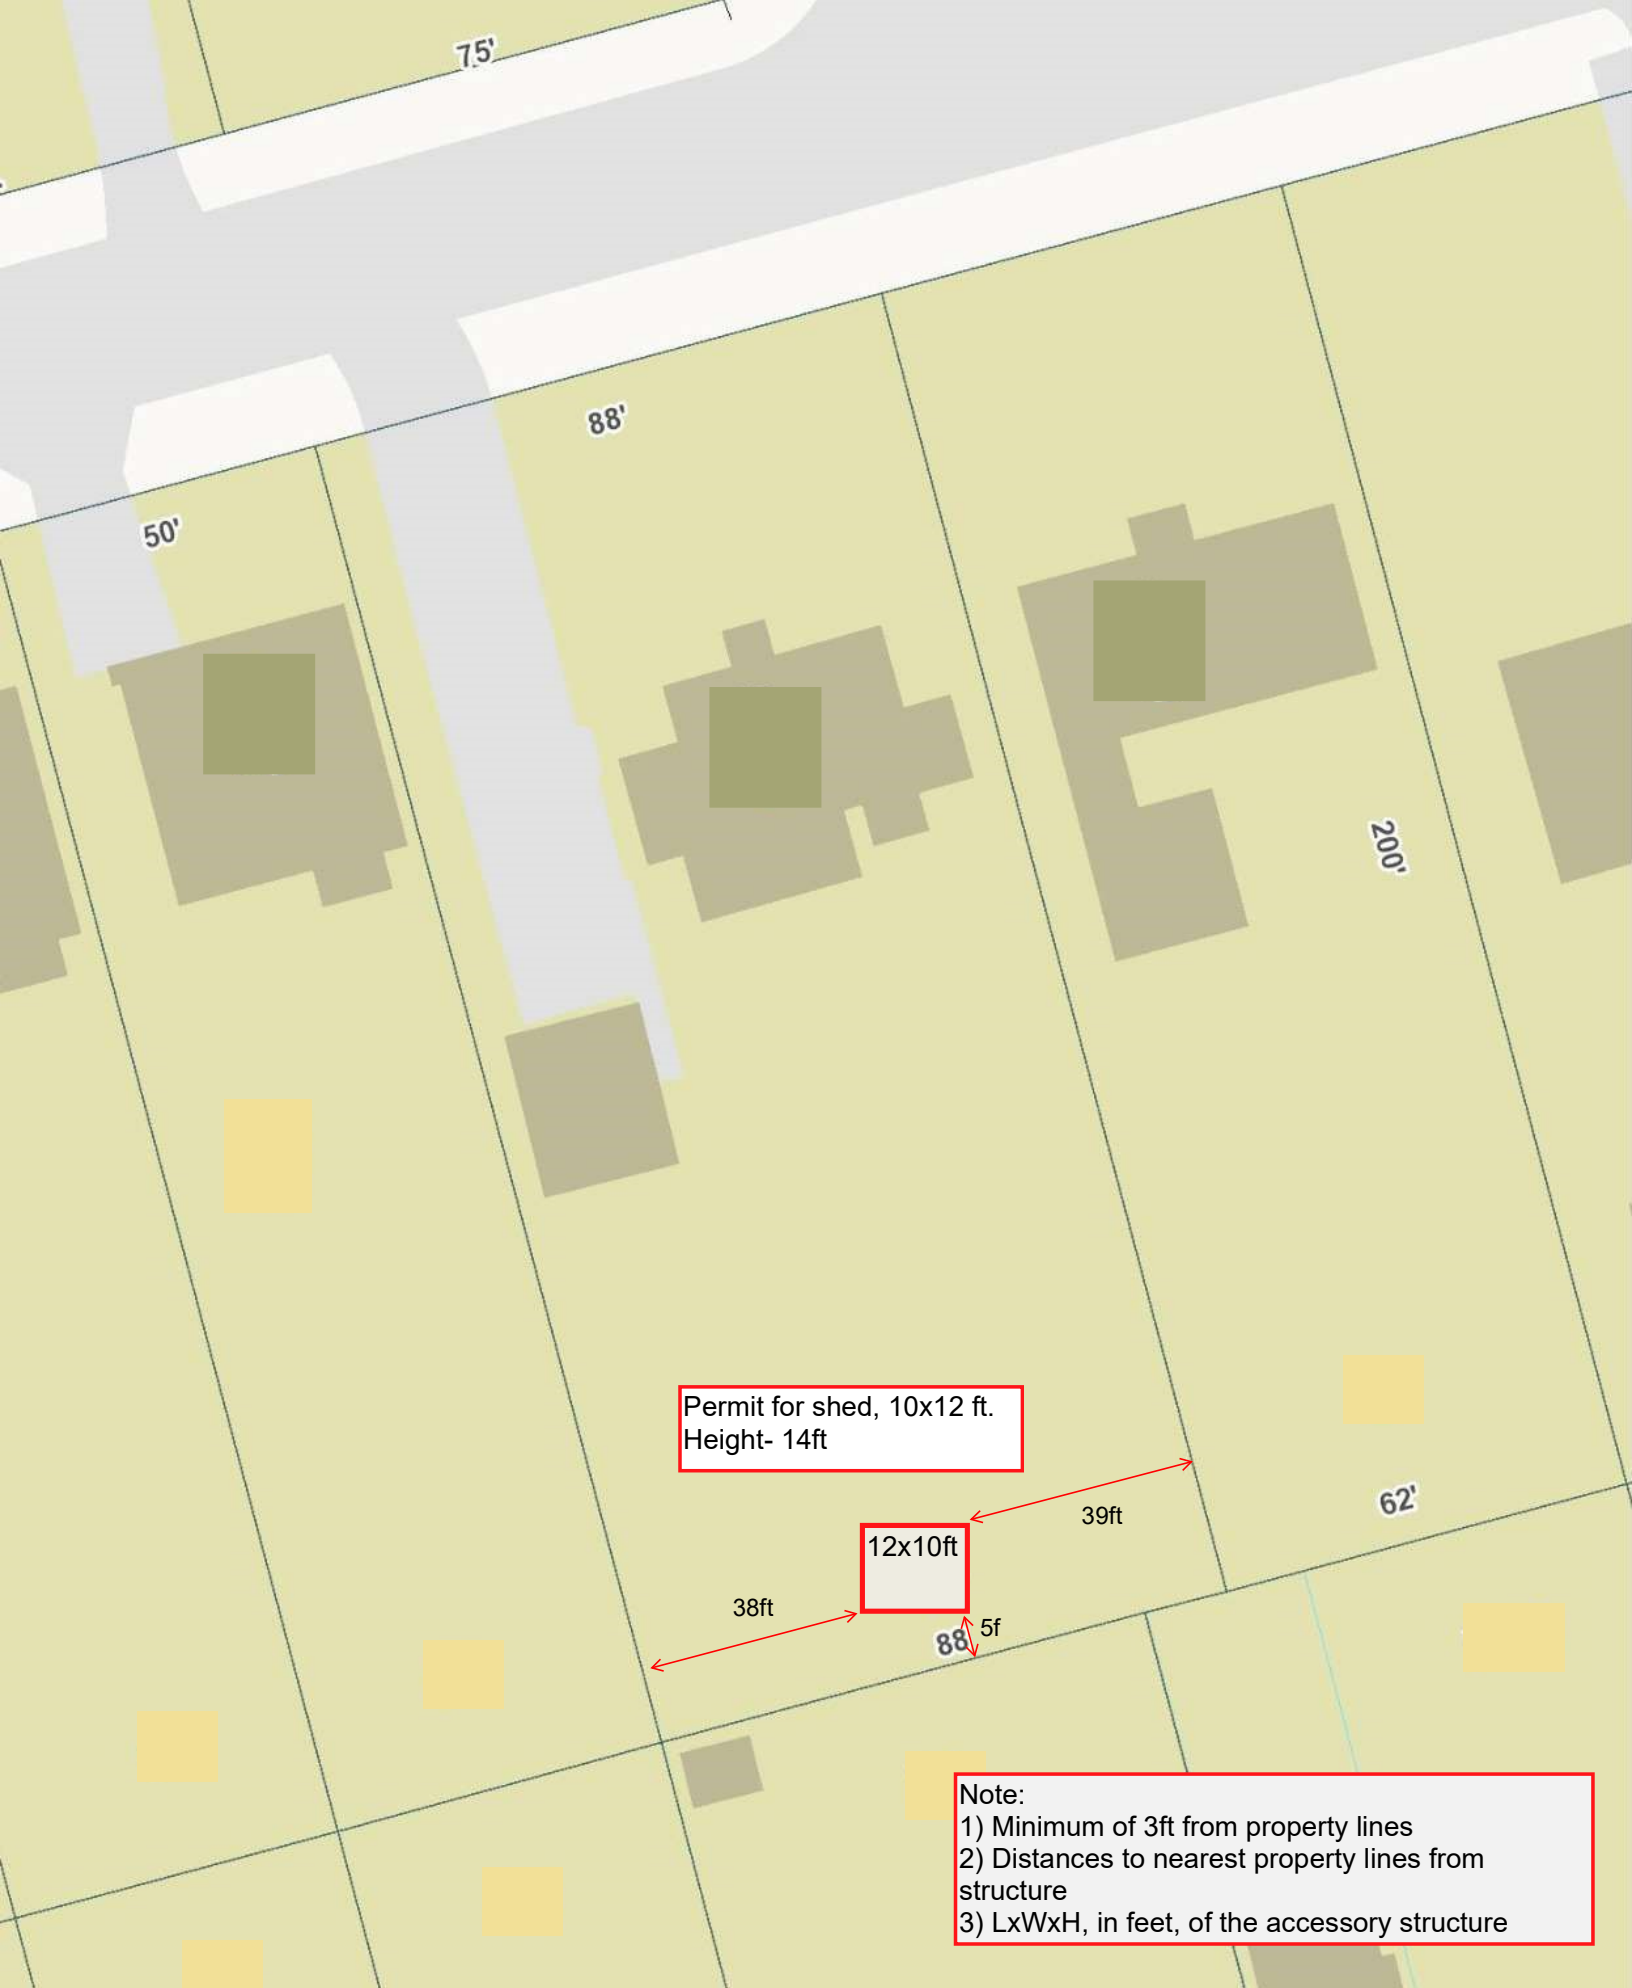 75'
88'
50'
200'
Permit for shed, 10x12 ft.
Height- 14ft
39ft
62'
12x10ft
38ft
5f
88
Note:
1) Minimum of 3ft from property lines
2) Distances to nearest property lines from
structure
3) LxWxH, in feet, of the accessory structure